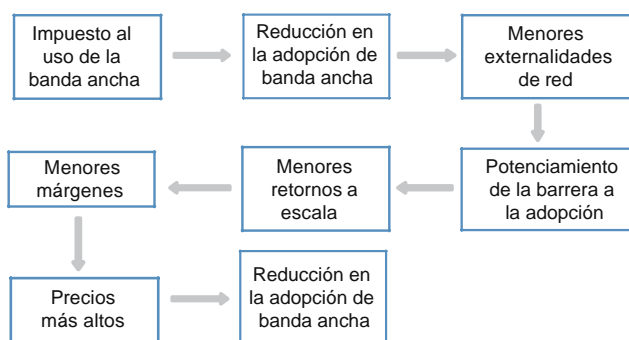 Impuesto al
uso de la
banda ancha
Reducción en
la adopción de
banda ancha
Menores
externalidades
de red
Potenciamiento
de la barrera a
la adopción
Menores
retornos a
escala
Menores
márgenes
Precios
más altos
Reducción en
la adopción de
banda ancha